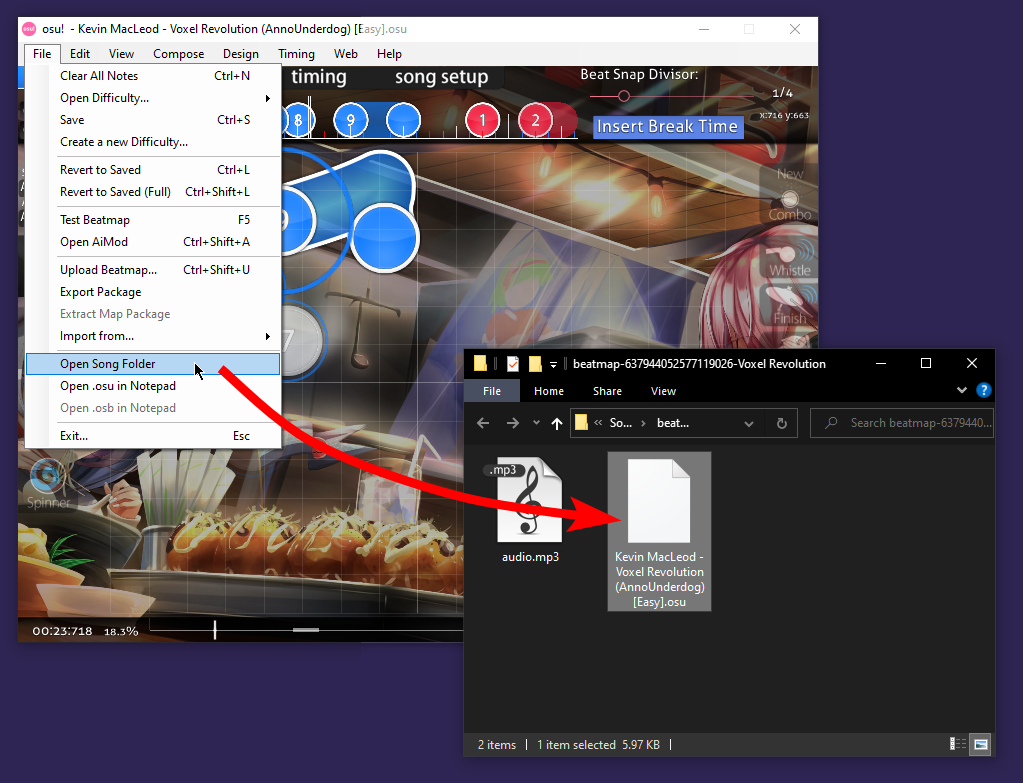 osu! - Kevin MacLeod - Voxel Revolution (AnnoUnderdog) [Easy].osu
File Edit View Compose Design Timing Web Help
Clear All Notes Ctrl+N
Open Difficulty...
Save Ctrl+S
Create a new Difficulty...
Revert to Saved Ctrl+L
Revert to Saved (Full) Ctrl+Shift+L
Test Beatmap F5
Open AiMod Ctrl+Shift+A
Upload Beatmap... Ctrl+Shift+U
Export Package
Extract Map Package
Import from...
Open Song Folder
Open .osu in Notepad
Open .osb in Notepad
Exit... Esc
timing song setup
Beat Snap Divisor:
1/4
8 9 1 2
Insert Break Time
x:716 y:663
New
Combo
Whistle
Finish
9
7
Spinner
00:23:718 18.3%
beatmap-637944052577119026-Voxel Revolution
File Home Share View
« So... › beat...
Search beatmap-6379440...
.mp3
audio.mp3
Kevin MacLeod -
Voxel Revolution
(AnnoUnderdog)
[Easy].osu
2 items 1 item selected 5.97 KB